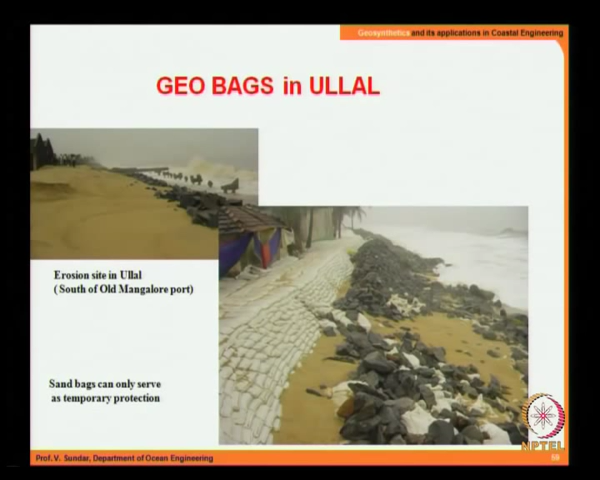 Geosynthetics and its applications in Coastal Engineering
GEO BAGS in ULLAL
Erosion site in Ullal
( South of Old Mangalore port)
Sand bags can only serve
as temporary protection
NPTEL
Prof. V. Sundar, Department of Ocean Engineering